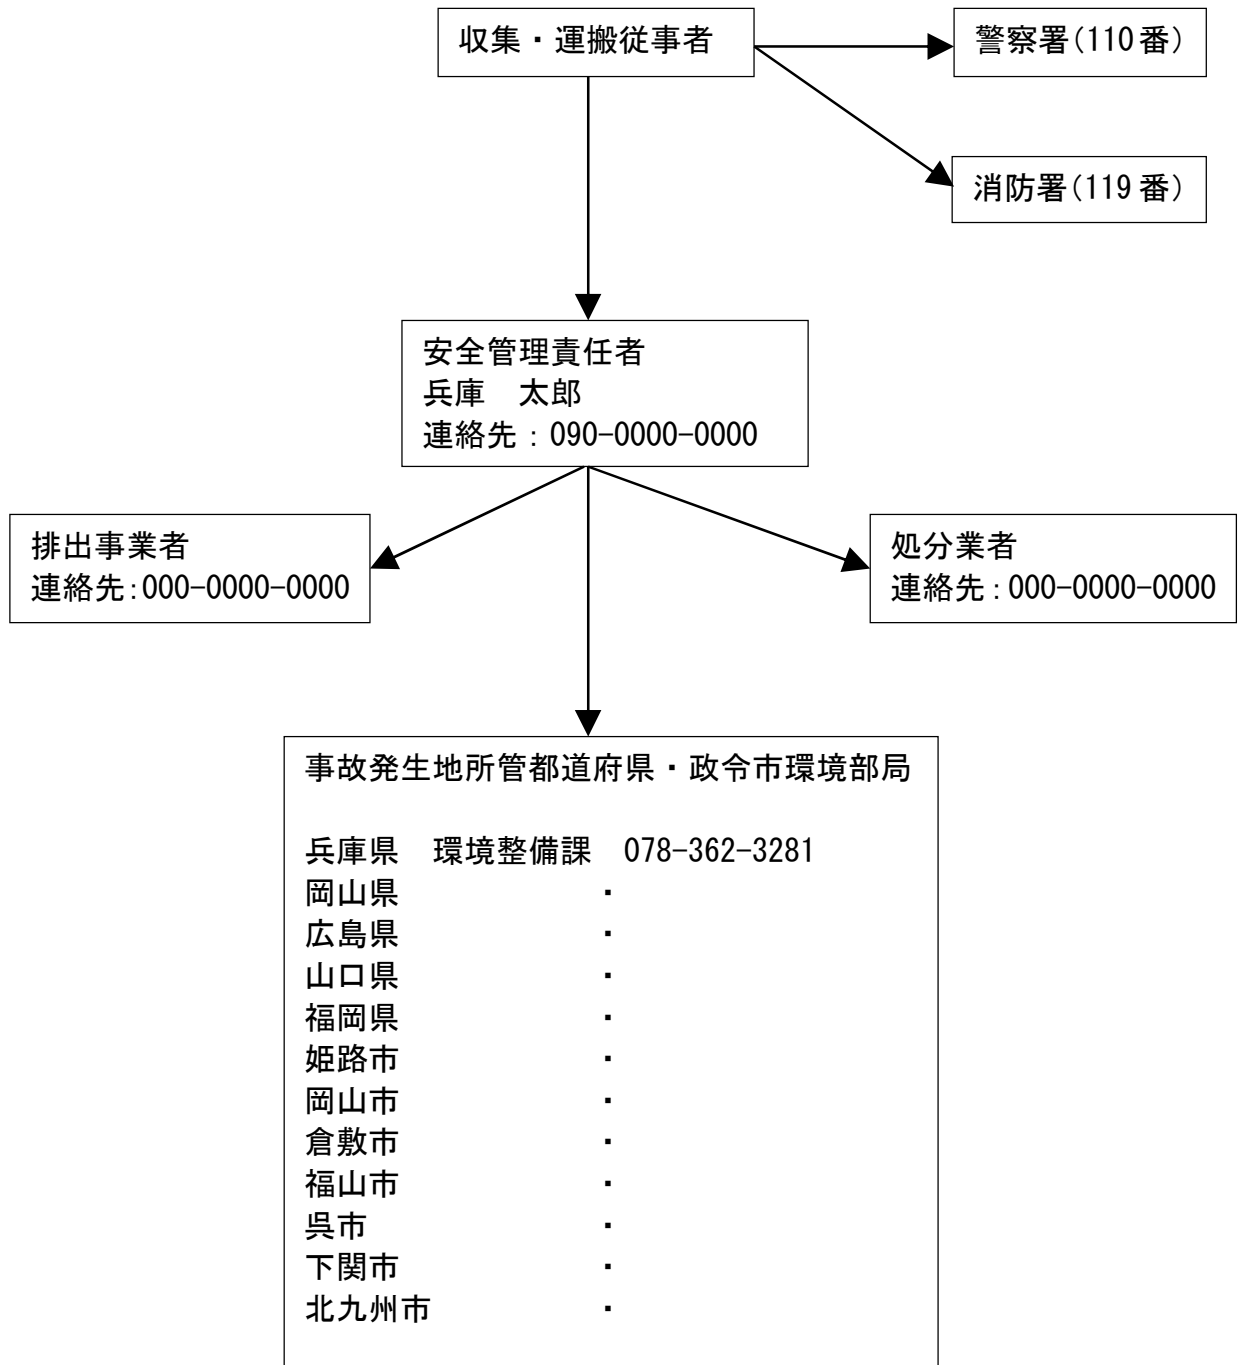 収集・運搬従事者
警察署(110番)
消防署(119番)
安全管理責任者
兵庫　太郎
連絡先：090-0000-0000
排出事業者
連絡先:000-0000-0000
処分業者
連絡先：000-0000-0000
事故発生地所管都道府県・政令市環境部局
兵庫県　環境整備課　078-362-3281
岡山県　・
広島県　・
山口県　・
福岡県　・
姫路市　・
岡山市　・
倉敷市　・
福山市　・
呉市　・
下関市　・
北九州市　・